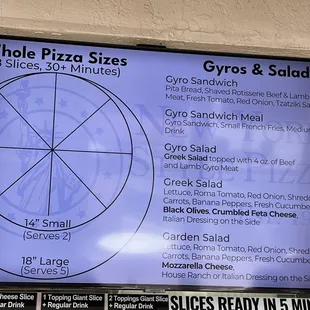 Whole Pizza Sizes
8 Slices, 30+ Minutes)
14” Small
(Serves 2)
18” Large
(Serves 5)
Gyros & Salad
Gyro Sandwich
Pita Bread, Shaved Rotisserie Beef & Lamb
Meat, Fresh Tomato, Red Onion, Tzatziki Sa
Gyro Sandwich Meal
Gyro Sandwich, Small French Fries, Medium
Drink
Gyro Salad
Greek Salad topped with 4 oz. of Beef
and Lamb Gyro Meat
Greek Salad
Lettuce, Roma Tomato, Red Onion, Shred
Carrots, Banana Peppers, Fresh Cucumbe
Black Olives, Crumbled Feta Cheese,
Italian Dressing on the Side
Garden Salad
Lettuce, Roma Tomato, Red Onion, Shred
Carrots, Banana Peppers, Fresh Cucumbe
Mozzarella Cheese,
House Ranch or Italian Dressing on the Si
Cheese Slice
+ Regular Drink
1 Topping Giant Slice
+ Regular Drink
2 Toppings Giant Slice
+ Regular Drink
SLICES READY IN 5 MIN